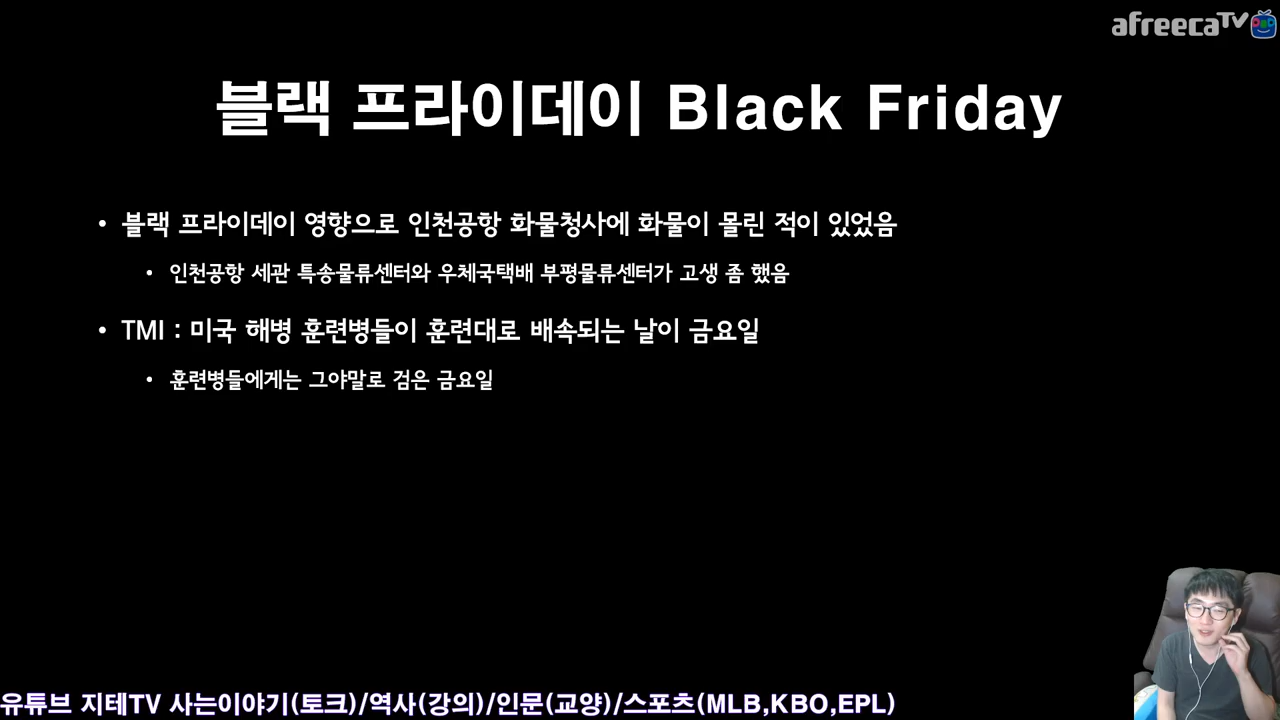 afreecaTV
블랙 프라이데이 Black Friday
• 블랙 프라이데이 영향으로 인천공항 화물청사에 화물이 몰린 적이 있었음
• 인천공항 세관 특송물류센터와 우체국택배 부평물류센터가 고생 좀 했음
• TMI : 미국 해병 훈련병들이 훈련대로 배속되는 날이 금요일
• 훈련병들에게는 그야말로 검은 금요일
유튜브 지테TV 사는이야기(토크)/역사(강의)/인문(교양)/스포츠(MLB,KBO,EPL)